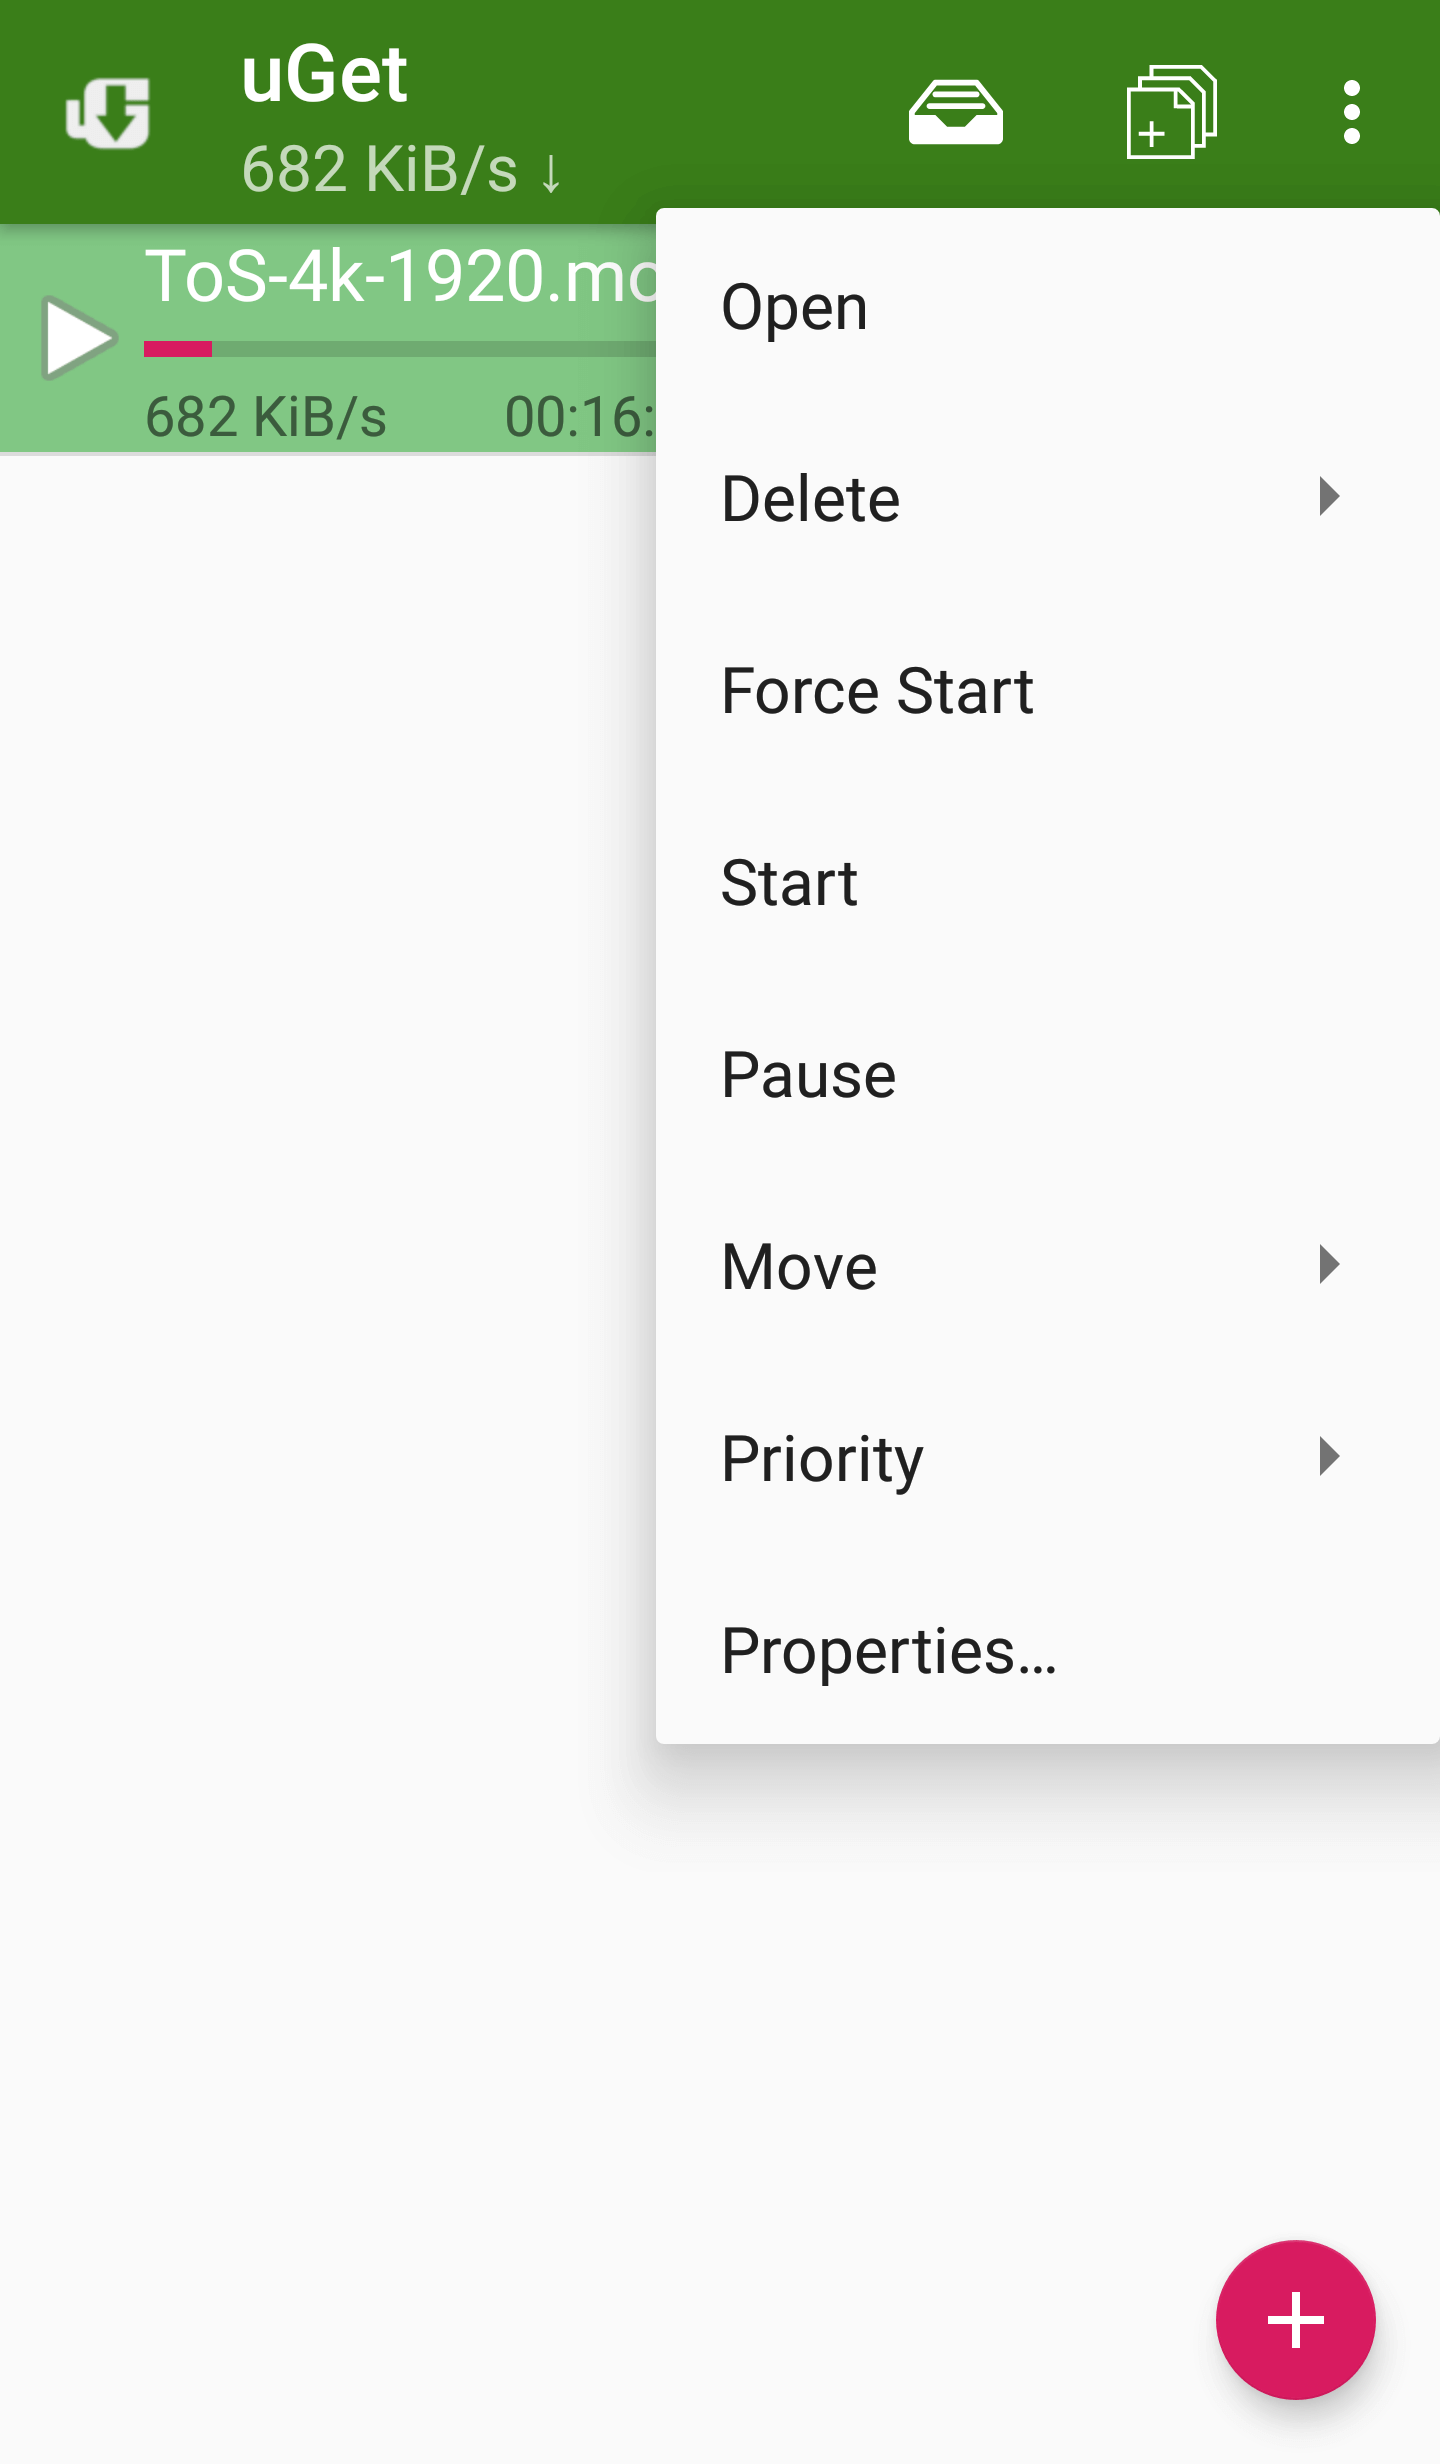 uGet
682 KiB/s ↓
ToS-4k-1920.mo
682 KiB/s 00:16:
Open
Delete
Force Start
Start
Pause
Move
Priority
Properties...